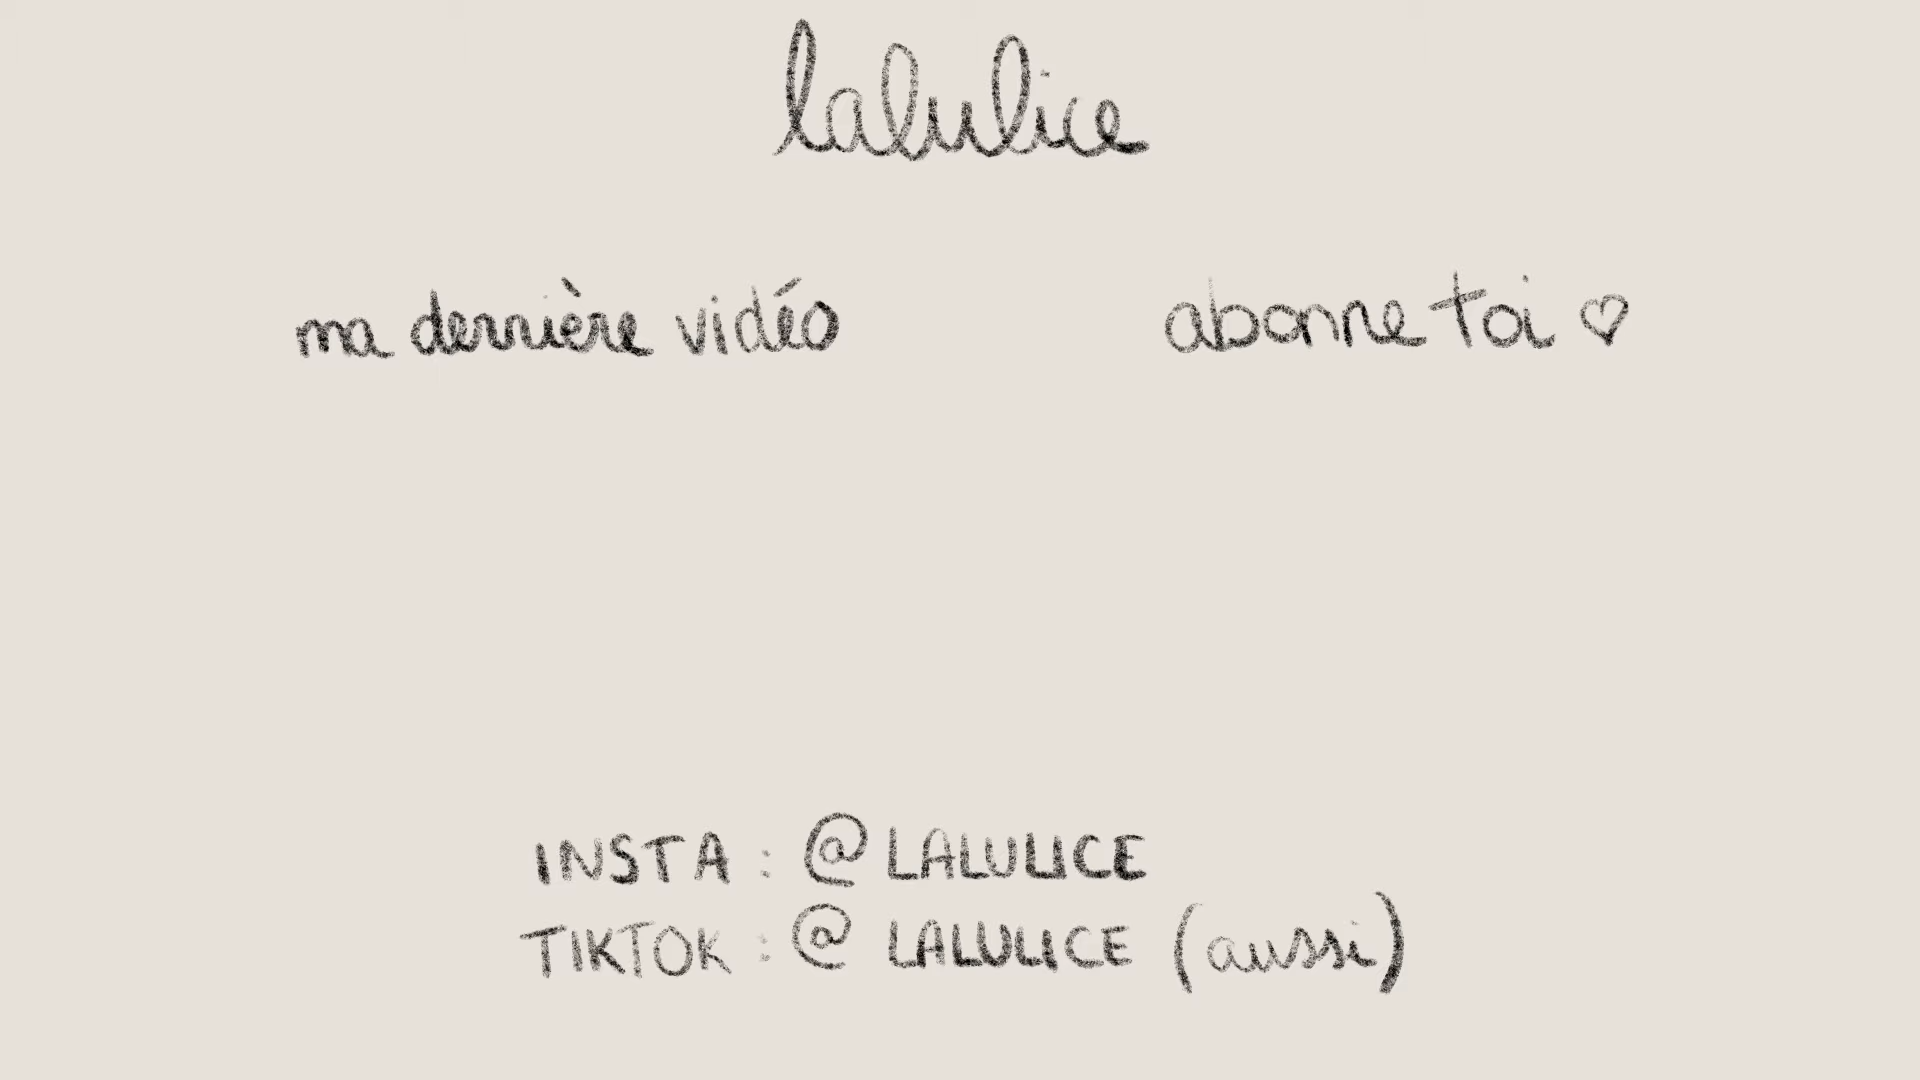 lalulice
ma dernière vidéo
abonne toi ♡
INSTA : @LALULICE
TIKTOK : @ LALULICE (aussi)